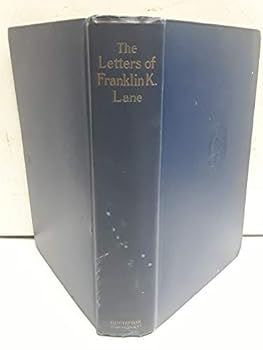 The
Letters of
Franklin K.
Lane